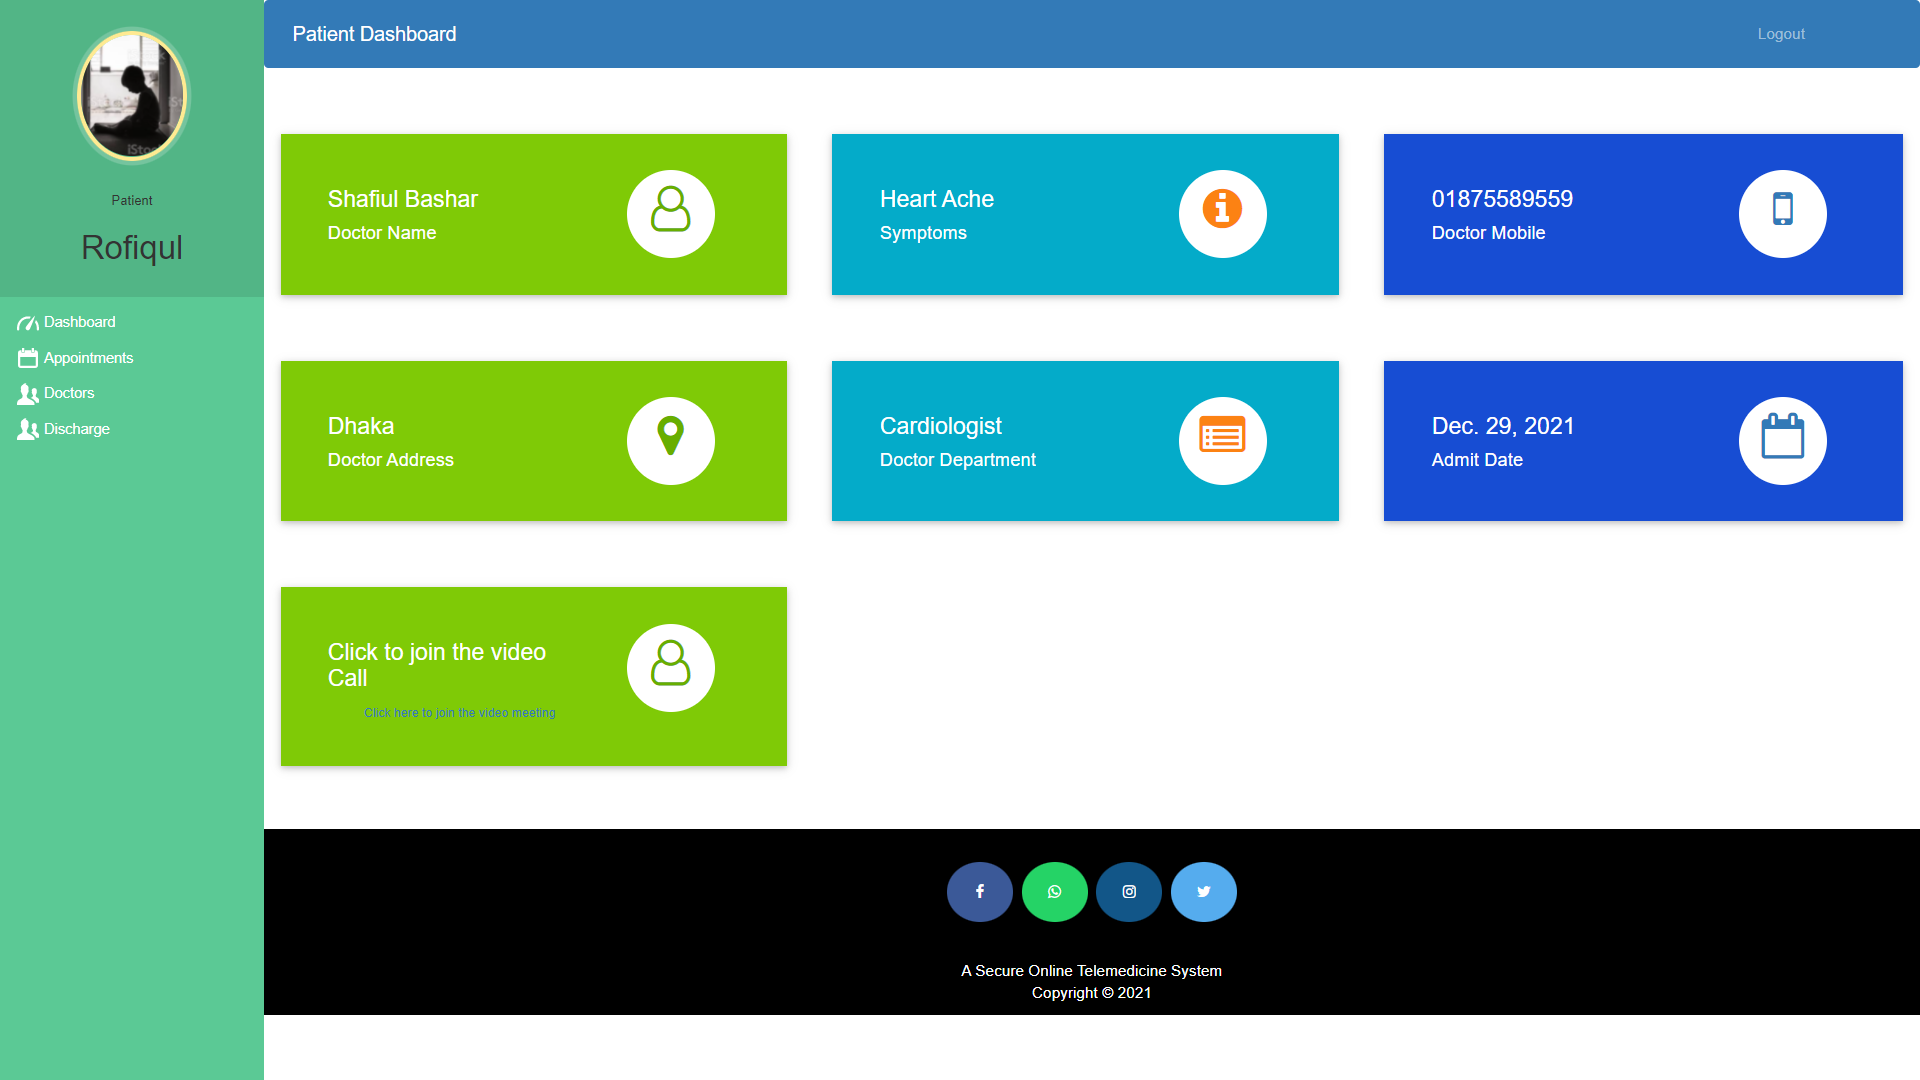 Patient Dashboard
Logout
iStock
Patient
Rofiqul
Dashboard
Appointments
Doctors
Discharge
Shafiul Bashar
Doctor Name
Heart Ache
Symptoms
01875589559
Doctor Mobile
Dhaka
Doctor Address
Cardiologist
Doctor Department
Dec. 29, 2021
Admit Date
Click to join the video
Call
Click here to join the video meeting
A Secure Online Telemedicine System
Copyright © 2021